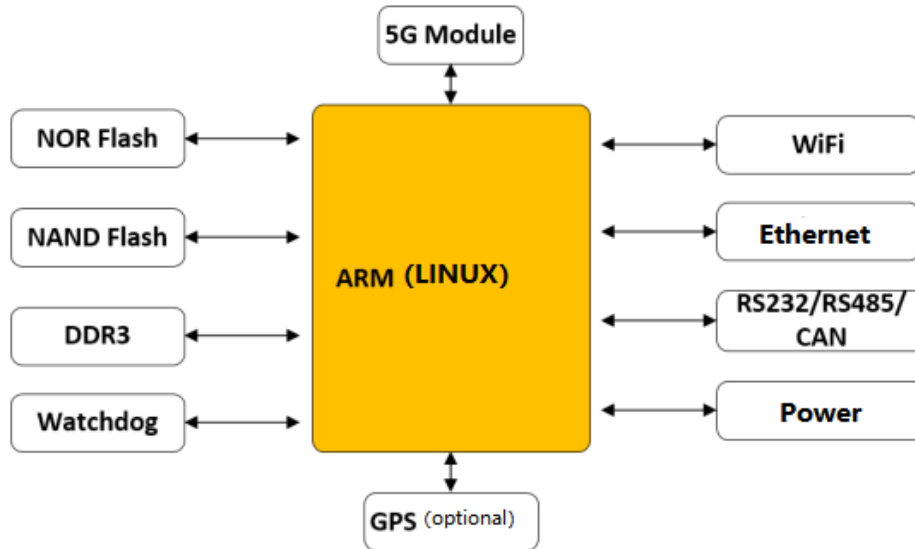 5G Module
NOR Flash
NAND Flash
DDR3
Watchdog
ARM (LINUX)
WiFi
Ethernet
RS232/RS485/
CAN
Power
GPS (optional)